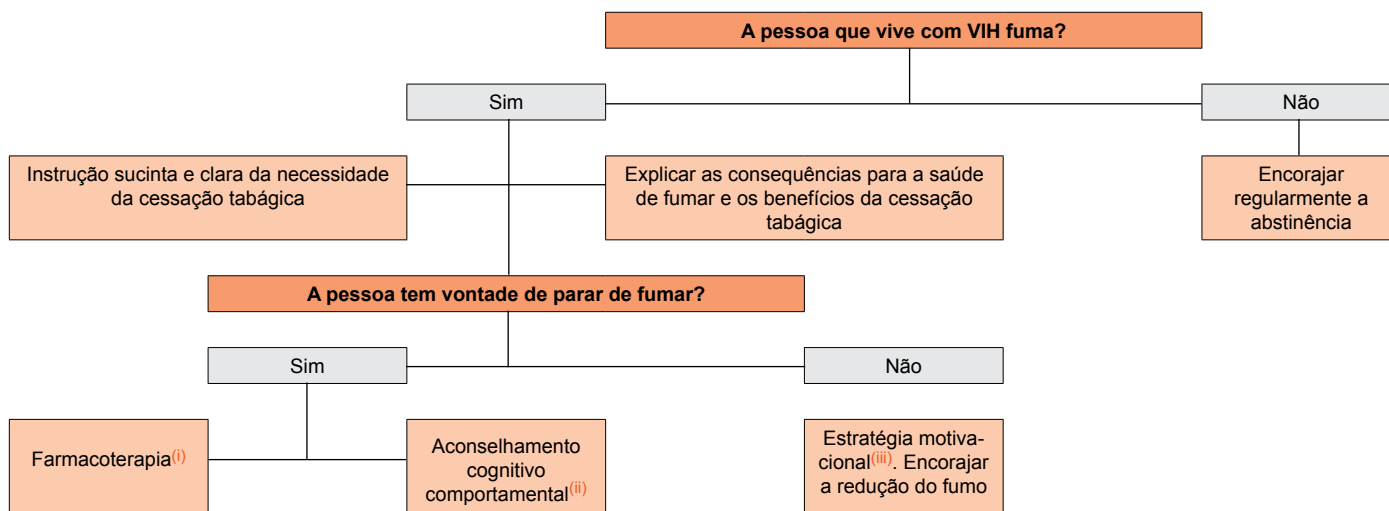 A pessoa que vive com VIH fuma?
Sim
Não
Instrução sucinta e clara da necessidade
da cessação tabágica
Explicar as consequências para a saúde
de fumar e os benefícios da cessação
tabágica
Encorajar
regularmente a
abstinência
A pessoa tem vontade de parar de fumar?
Sim
Não
Farmacoterapia(i)
Aconselhamento
cognitivo
comportamental(ii)
Estratégia motiva-
cional(iii). Encorajar
a redução do fumo